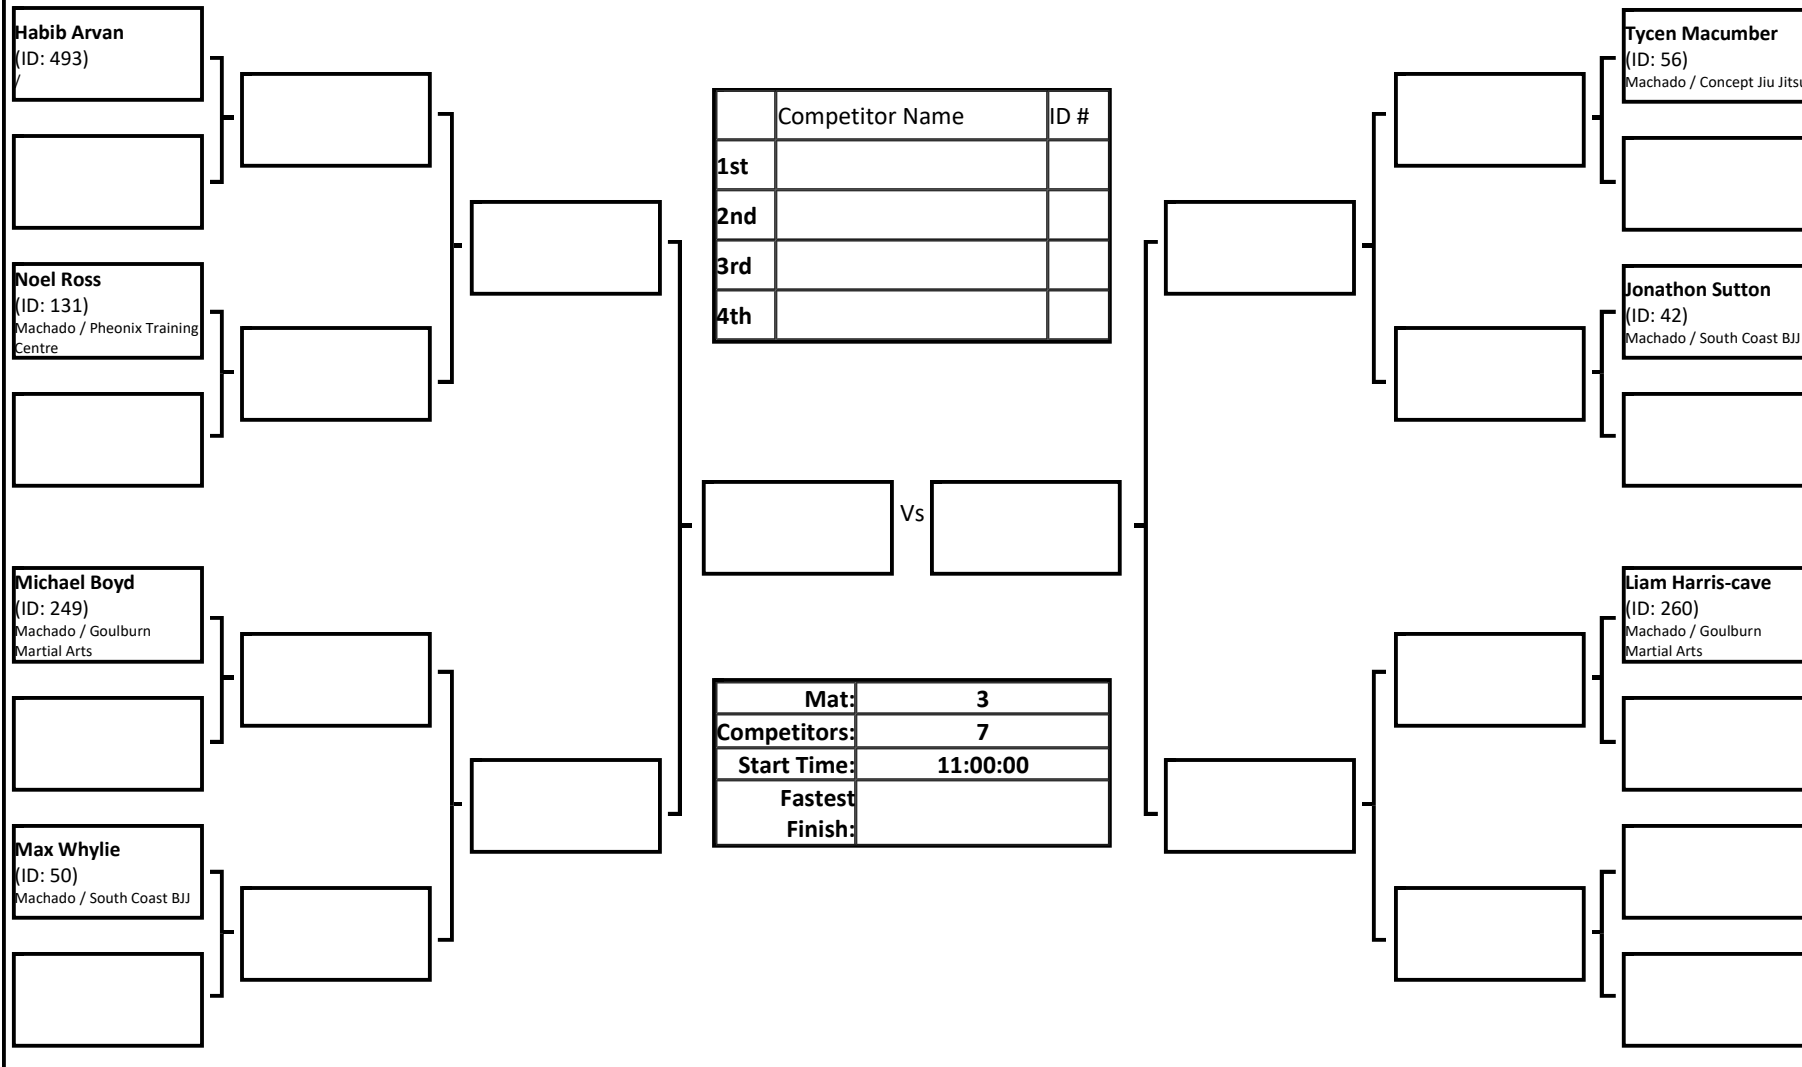 Habib Arvan
(ID: 493)
/
Noel Ross
(ID: 131)
Machado / Pheonix Training
Centre
Michael Boyd
(ID: 249)
Machado / Goulburn
Martial Arts
Max Whylie
(ID: 50)
Machado / South Coast BJJ
Competitor Name ID #
1st
2nd
3rd
4th
Vs
Mat: 3
Competitors: 7
Start Time: 11:00:00
Fastest
Finish:
Tycen Macumber
(ID: 56)
Machado / Concept Jiu Jitsu
Jonathon Sutton
(ID: 42)
Machado / South Coast BJJ
Liam Harris-cave
(ID: 260)
Machado / Goulburn
Martial Arts